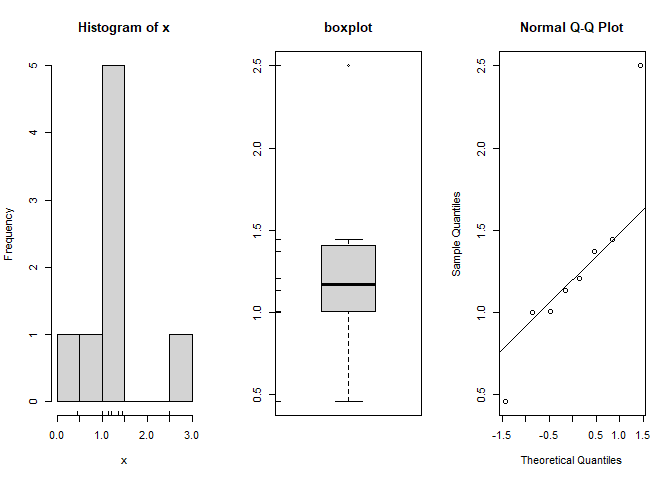 Histogram of x
Frequency
5
4
3
2
1
0
0.0 1.0 2.0 3.0
x
boxplot
2.5
2.0
1.5
1.0
0.5
Normal Q-Q Plot
Sample Quantiles
2.5
2.0
1.5
1.0
0.5
-1.5 -0.5 0.5 1.0 1.5
Theoretical Quantiles